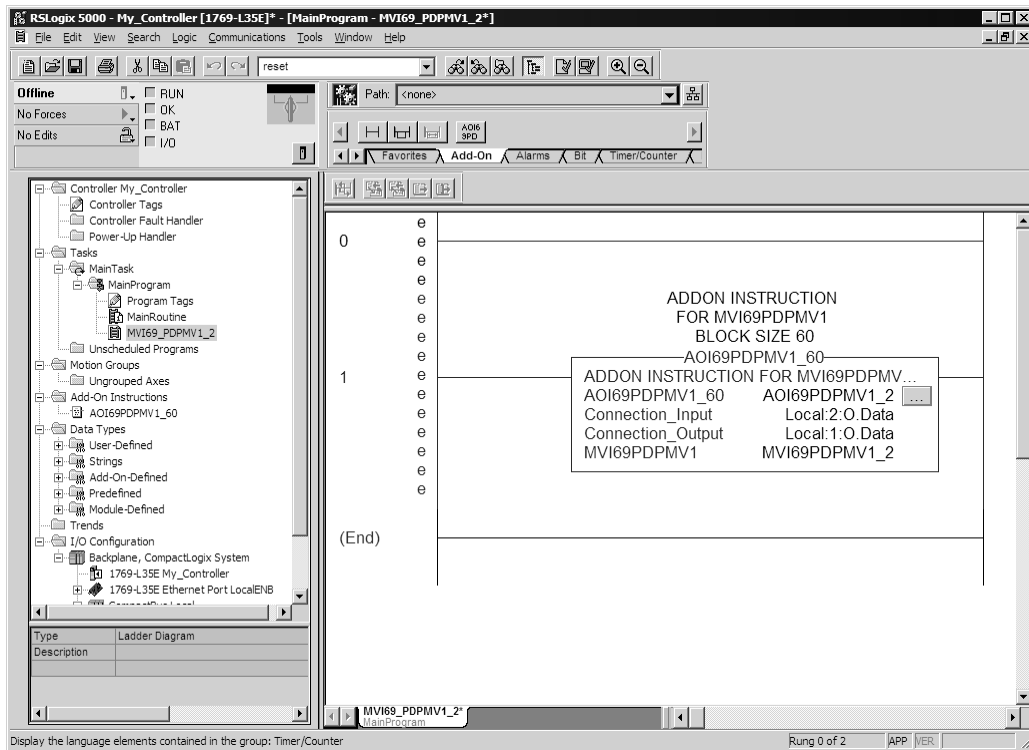 RSLogix 5000 - My_Controller [1769-L35E]* - [MainProgram - MVI69_PDPMV1_2*]
File Edit View Search Logic Communications Tools Window Help
reset
Offline
RUN
No Forces
OK
No Edits
BAT
I/O
Path: <none>
AOI6
9PD
Favorites Add-On Alarms Bit Timer/Counter
Controller My_Controller
Controller Tags
Controller Fault Handler
Power-Up Handler
Tasks
MainTask
MainProgram
Program Tags
MainRoutine
MVI69_PDPMV1_2
Unscheduled Programs
Motion Groups
Ungrouped Axes
Add-On Instructions
AOI69PDPMV1_60
Data Types
User-Defined
Strings
Add-On-Defined
Predefined
Module-Defined
Trends
I/O Configuration
Backplane, CompactLogix System
1769-L35E My_Controller
1769-L35E Ethernet Port LocalENB
CompactBus Local
Type Ladder Diagram
Description
e
0 e
e
e
e
ADDON INSTRUCTION
e
FOR MVI69PDPMV1
e
BLOCK SIZE 60
e
AOI69PDPMV1_60
1 e
ADDON INSTRUCTION FOR MVI69PDPMV...
e
AOI69PDPMV1_60 AOI69PDPMV1_2 ...
e
Connection_Input Local:2:O.Data
e
Connection_Output Local:1:O.Data
e
MVI69PDPMV1 MVI69PDPMV1_2
e
e
(End)
MVI69_PDPMV1_2*
MainProgram
Display the language elements contained in the group: Timer/Counter
Rung 0 of 2 APP VER